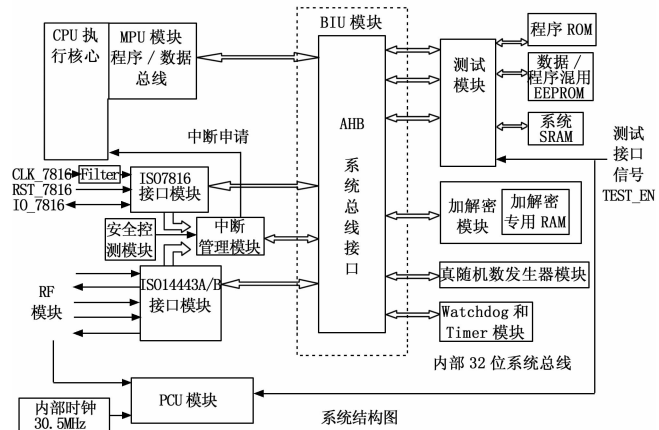 CPU 执
行核心
MPU 模块
程序／数据
总线
BIU 模块
AHB
系
统
总
线
接
口
测试
模块
程序 ROM
数据／
程序混用
EEPROM
系统
SRAM
测试
接口
信号
TEST_EN
中断申请
CLK_7816
Filter
RST_7816
IO_7816
ISO7816
接口模块
安全控
测模块
中断
管理模块
加解密
模块
加解密
专用 RAM
RF
模块
ISO14443A/B
接口模块
真随机数发生器模块
Watchdog 和
Timer 模块
内部 32 位系统总线
PCU 模块
内部时钟
30.5MHz
系统结构图